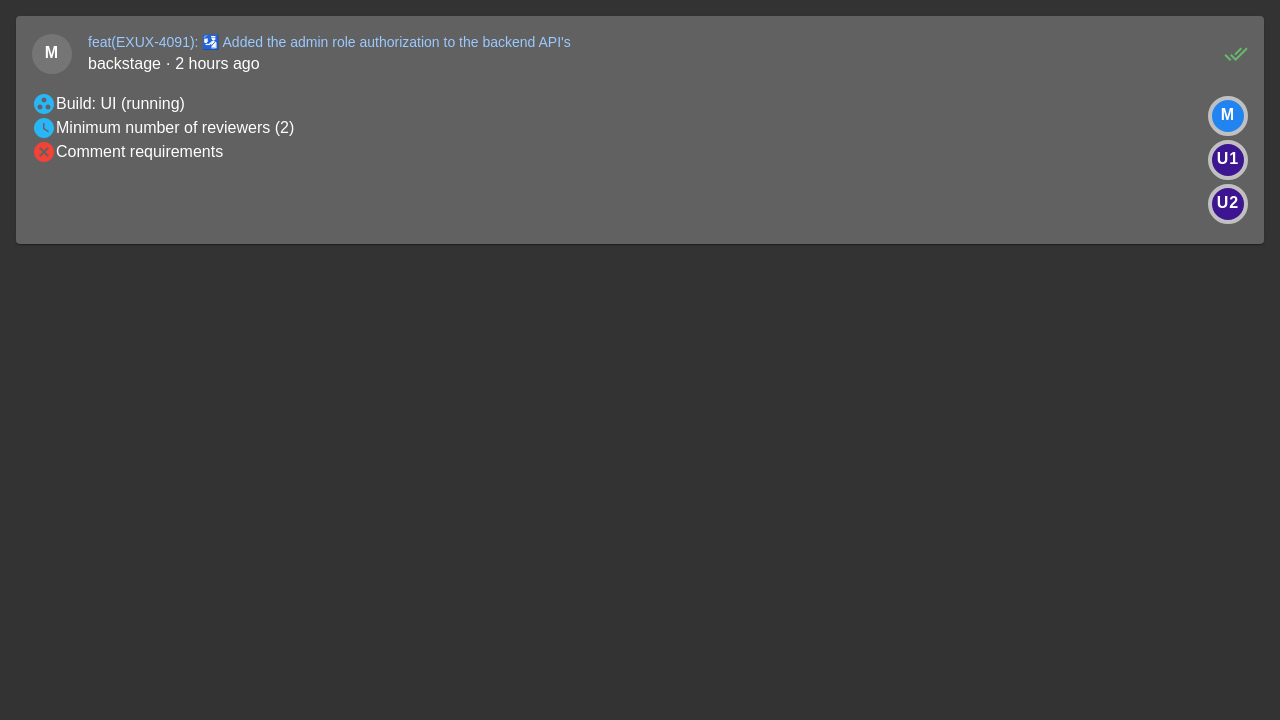 M
feat(EXUX-4091): 🛂 Added the admin role authorization to the backend API's
backstage · 2 hours ago
Build: UI (running)
Minimum number of reviewers (2)
Comment requirements
M
U1
U2